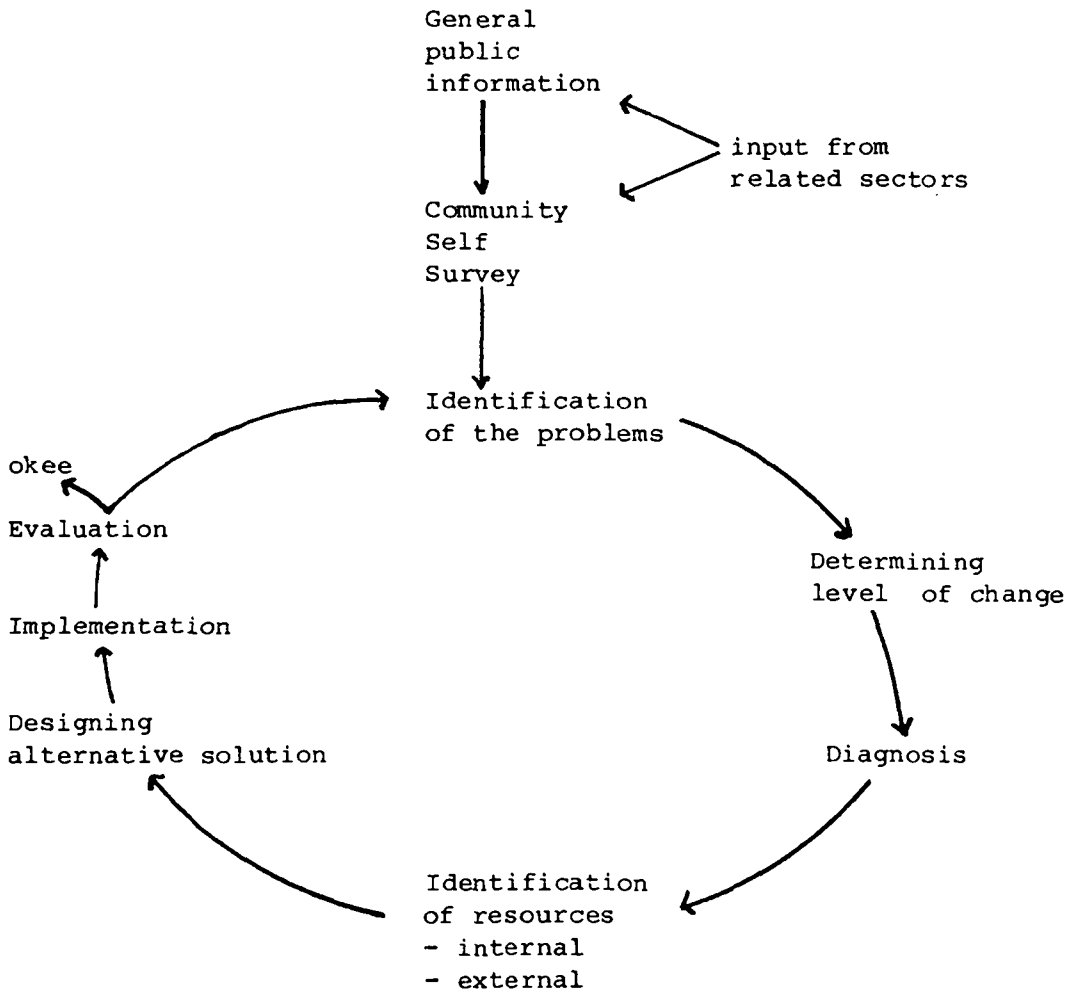 General
public
information
input from
related sectors
Community
Self
Survey
Identification
of the problems
okee
Evaluation
Determining
level of change
Implementation
Designing
alternative solution
Diagnosis
Identification
of resources
- internal
- external